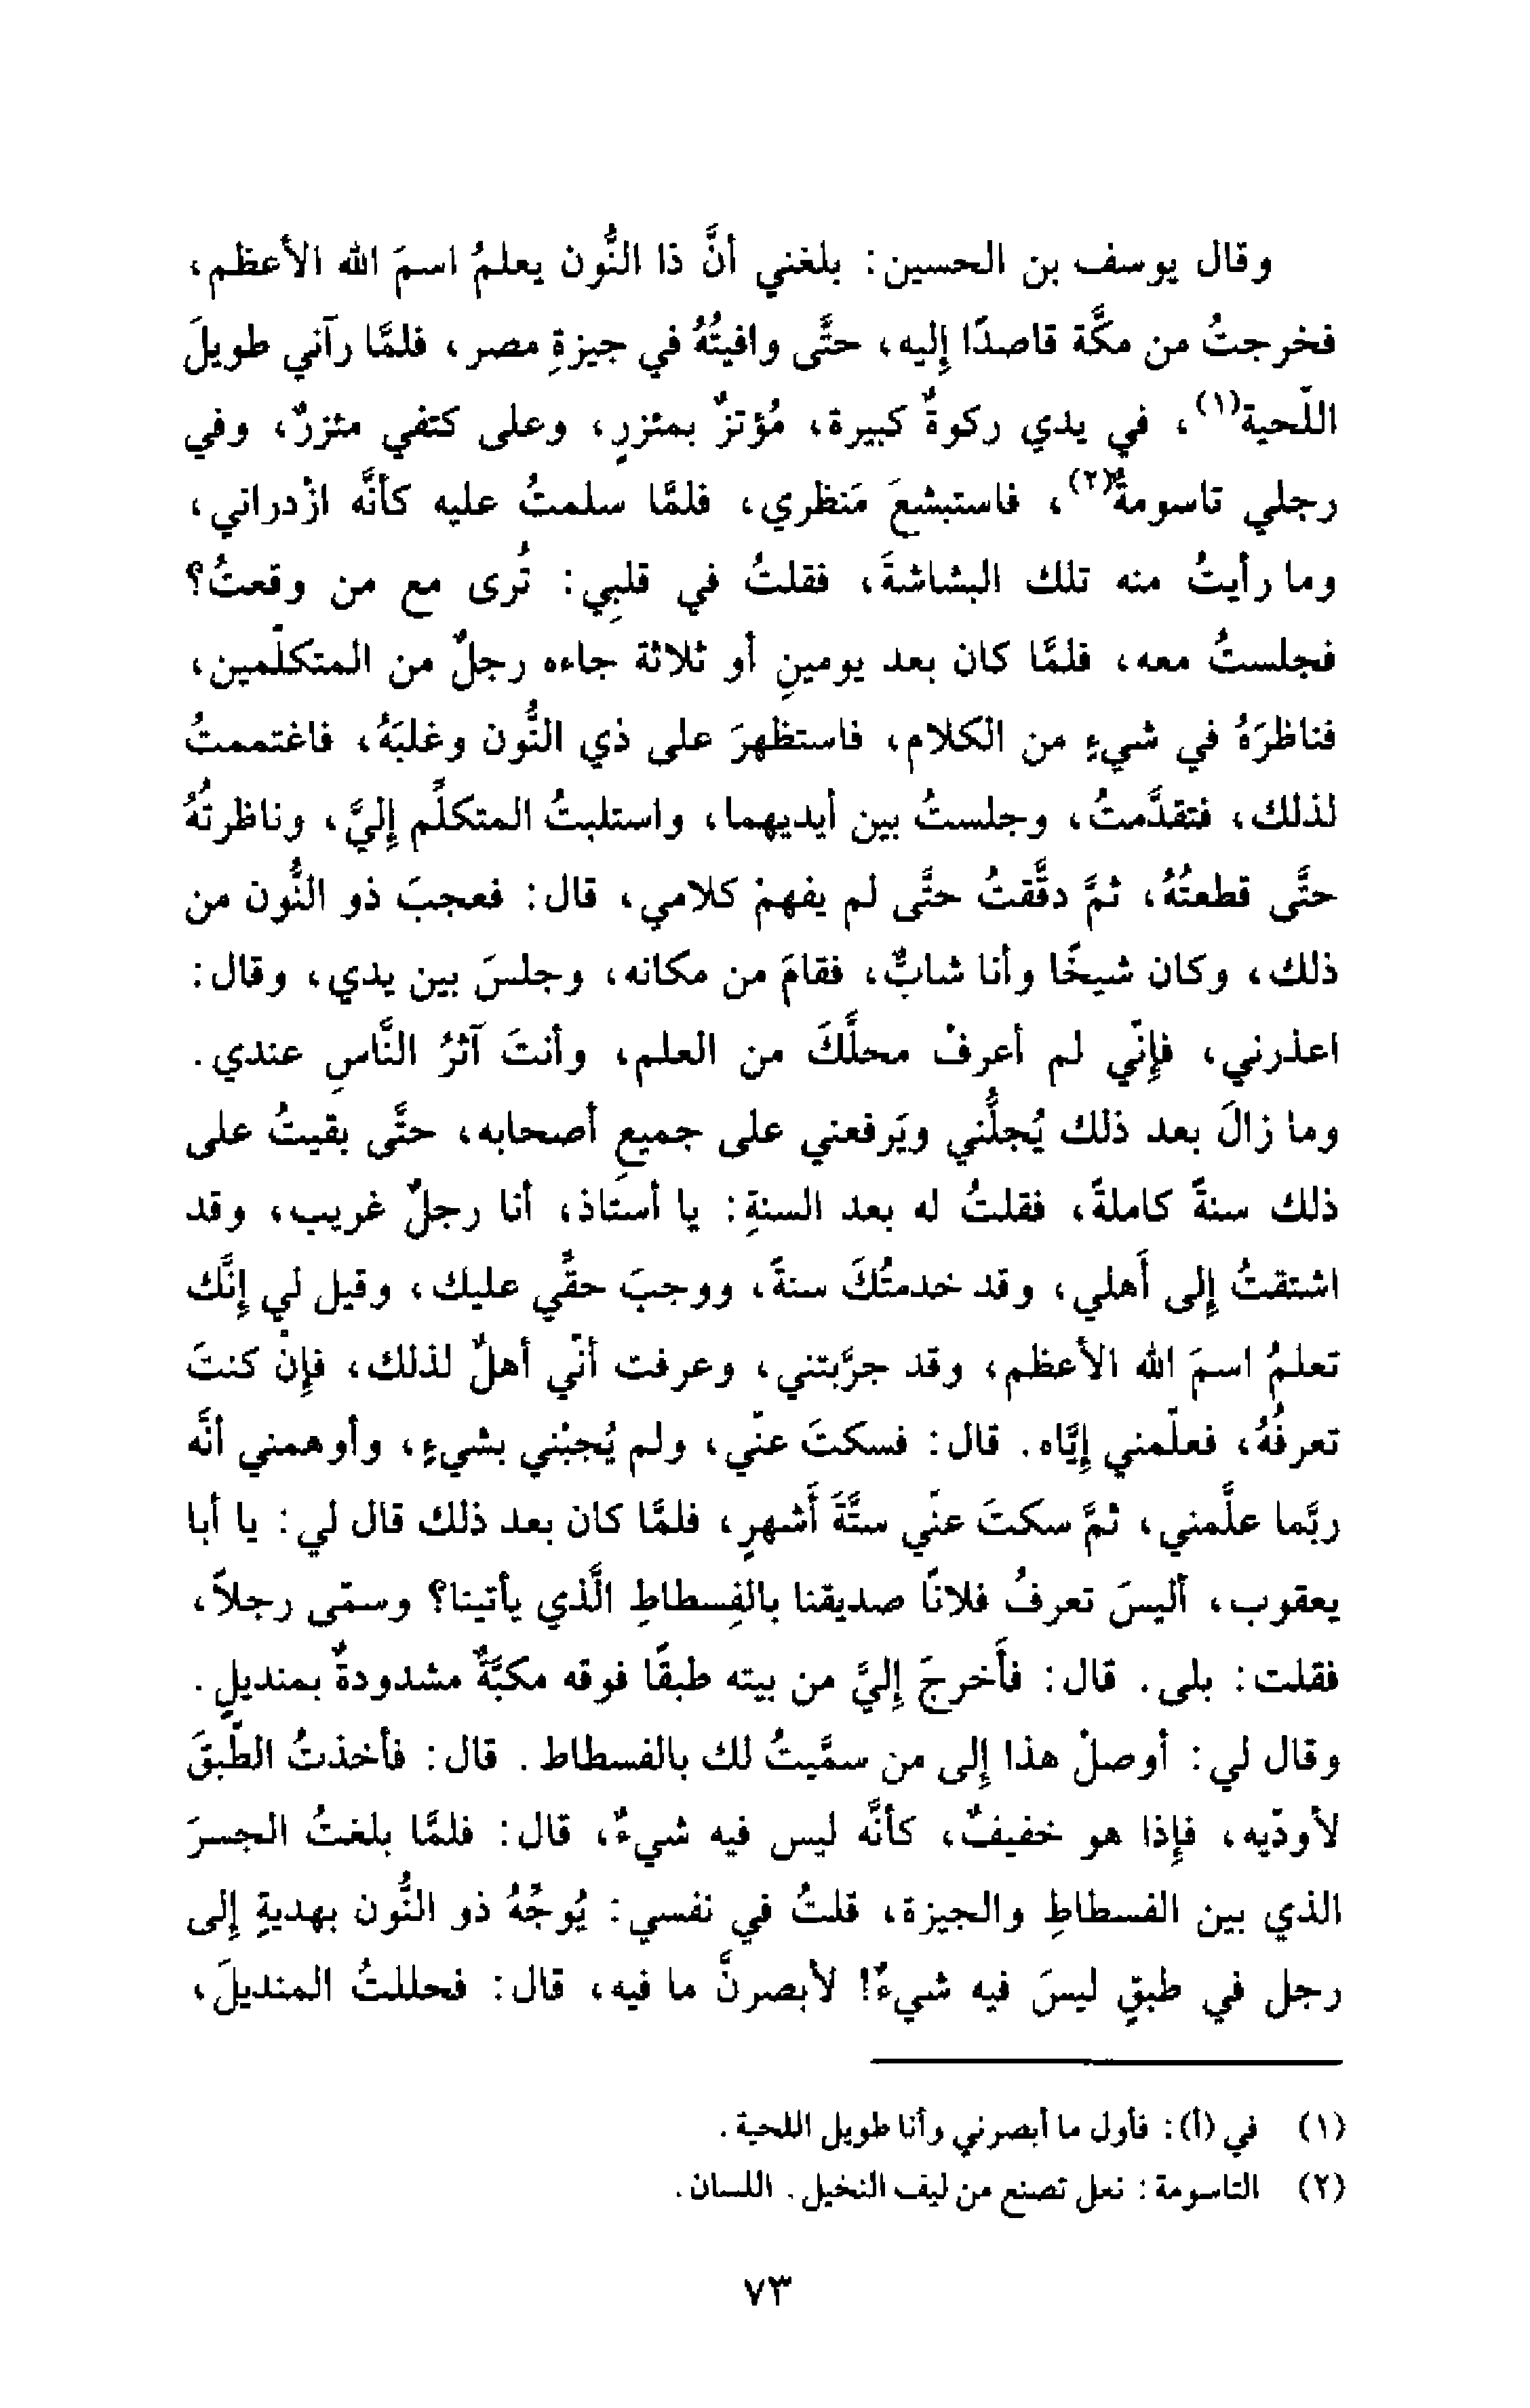 وقال يوسف بن الحسين: بلغني أنَّ ذا النُّون يعلمُ اسمَ الله الأعظم،
فخرجتُ من مكَّة قاصدًا إليه، حتَّى وافيتُهُ في جيزةِ مصر، فلمَّا رآني طويلَ
اللّحية(١)، في يدي ركوةٌ كبيرة، مُؤتزٌ بمئزرٍ، وعلى كتفي مئزرٌ، وفي
رجلي تاسومةٌ(٢)، فاستبشعَ مَنظري، فلمَّا سلمتُ عليه كأنَّه ازْدراني،
وما رأيتُ منه تلك البشاشةَ، فقلتُ في قلبِي: تُرى مع من وقعتُ؟
فجلستُ معه، فلمَّا كان بعد يومينِ أو ثلاثة جاءه رجلٌ من المتكلّمين،
فناظرَهُ في شيءٍ من الكلام، فاستظهرَ على ذي النُّون وغلبَهُ، فاغتممتُ
لذلك، فتقدَّمتُ، وجلستُ بين أيديهما، واستلبتُ المتكلِّم إليَّ، وناظرتُهُ
حتَّى قطعتُهُ، ثمَّ دقَّقتُ حتَّى لم يفهمْ كلامي، قال: فعجبَ ذو النُّون من
ذلك، وكان شيخًا وأنا شابٌّ، فقامَ من مكانه، وجلسَ بين يدي، وقال:
اعذرني، فإنّي لم أعرفْ محلَّكَ من العلم، وأنتَ آثرُ النَّاسِ عندي.
وما زالَ بعد ذلك يُجلُّني ويَرفعني على جميعِ أصحابه، حتَّى بقيتُ على
ذلك سنةً كاملةً، فقلتُ له بعد السنةِ: يا أستاذ، أنا رجلٌ غريب، وقد
اشتقتُ إلى أهلي، وقد خدمتُكَ سنةً، ووجبَ حقِّي عليك، وقيل لي إنَّك
تعلمُ اسمَ الله الأعظم، وقد جرَّبتني، وعرفت أنّي أهلٌ لذلك، فإنْ كنتَ
تعرفُهُ، فعلّمني إيَّاه. قال: فسكتَ عنّي، ولم يُجبْني بشيءٍ، وأوهمني أنَّه
ربَّما علَّمني، ثمَّ سكتَ عنّي ستَّةَ أشهرٍ، فلمَّا كان بعد ذلك قال لي: يا أبا
يعقوب، أليسَ تعرفُ فلانًا صديقنا بالفِسطاطِ الَّذي يأتينا؟ وسمّى رجلاً،
فقلت: بلى. قال: فأخرجَ إليَّ من بيته طبقًا فوقه مكبَّةٌ مشدودةٌ بمنديلٍ.
وقال لي: أوصلْ هذا إلى من سمَّيتُ لك بالفسطاط. قال: فأخذتُ الطّبقَ
لأودّيه، فإذا هو خفيفٌ، كأنَّه ليس فيه شيءٌ، قال: فلمَّا بلغتُ الجسرَ
الذي بين الفسطاطِ والجيزة، قلتُ في نفسي: يُوجِّهُ ذو النُّون بهديةٍ إلى
رجل في طبقٍ ليسَ فيه شيءٌ! لأبصرنَّ ما فيه، قال: فحللتُ المنديلَ،
(١) في (أ): فأول ما أبصرني وأنا طويل اللحية.
(٢) التاسومة: نعل تصنع من ليف النخيل. اللسان.
٧٣